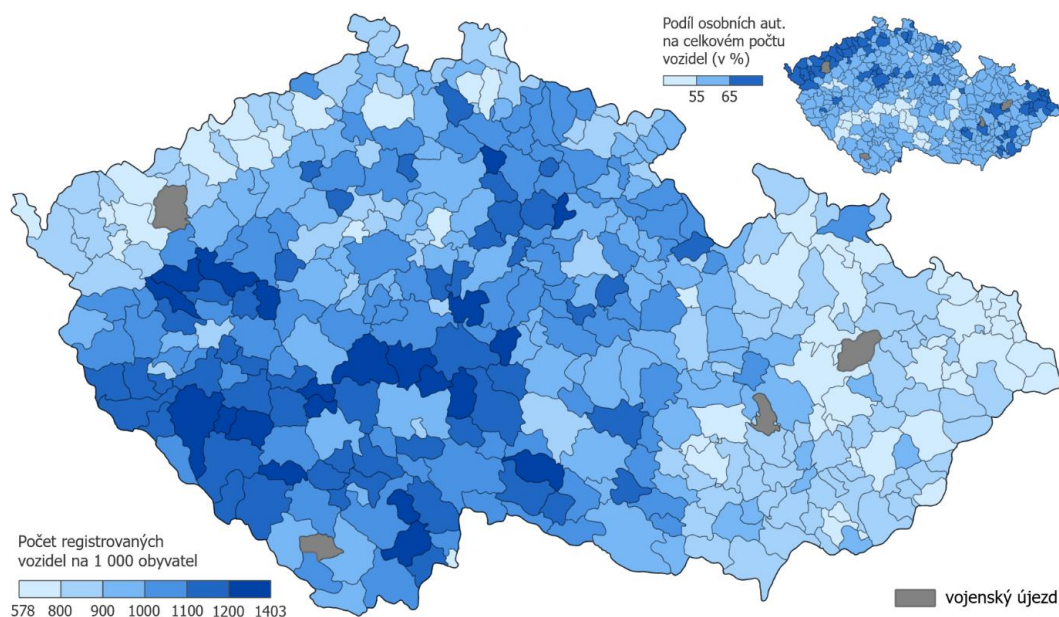 Podíl osobních aut.
na celkovém počtu
vozidel (v %)
55 65
Počet registrovaných
vozidel na 1 000 obyvatel
578 800 900 1000 1100 1200 1403
vojenský újezd